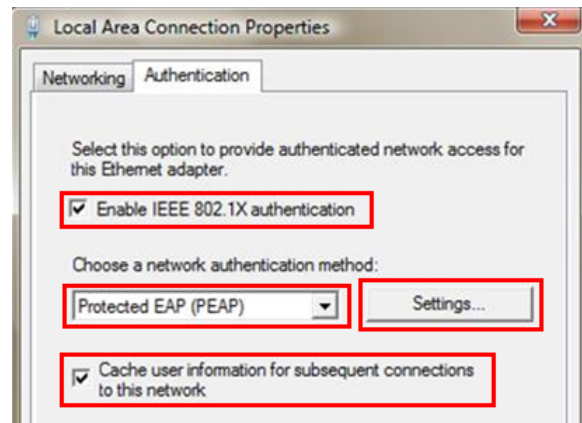 Local Area Connection Properties
Networking Authentication
Select this option to provide authenticated network access for
this Ethernet adapter.
Enable IEEE 802.1X authentication
Choose a network authentication method:
Protected EAP (PEAP) Settings...
Cache user information for subsequent connections
to this network